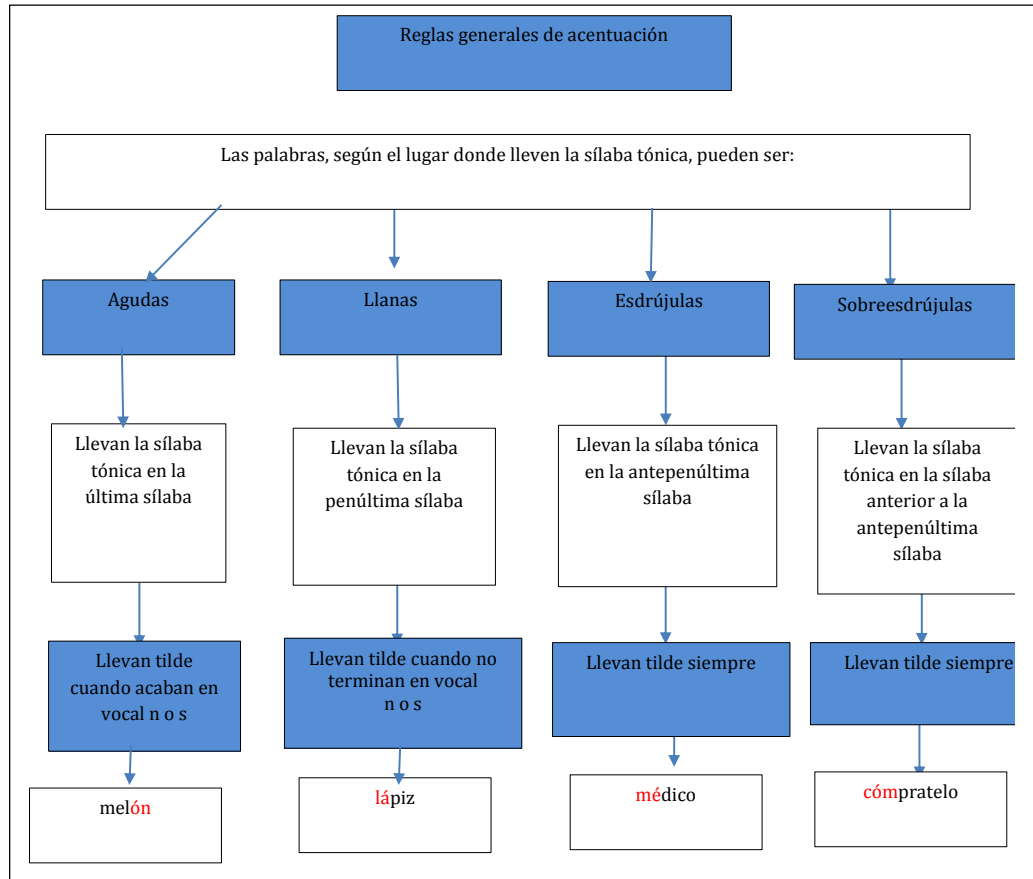 Reglas generales de acentuación
Las palabras, según el lugar donde lleven la sílaba tónica, pueden ser:
Agudas
Llanas
Esdrújulas
Sobreesdrújulas
Llevan la sílaba
tónica en la
última sílaba
Llevan la sílaba
tónica en la
penúltima sílaba
Llevan la sílaba tónica
en la antepenúltima
sílaba
Llevan la sílaba
tónica en la sílaba
anterior a la
antepenúltima
sílaba
Llevan tilde
cuando acaban en
vocal n o s
Llevan tilde cuando no
terminan en vocal
n o s
Llevan tilde siempre
Llevan tilde siempre
melón
lápiz
médico
cómpratelo